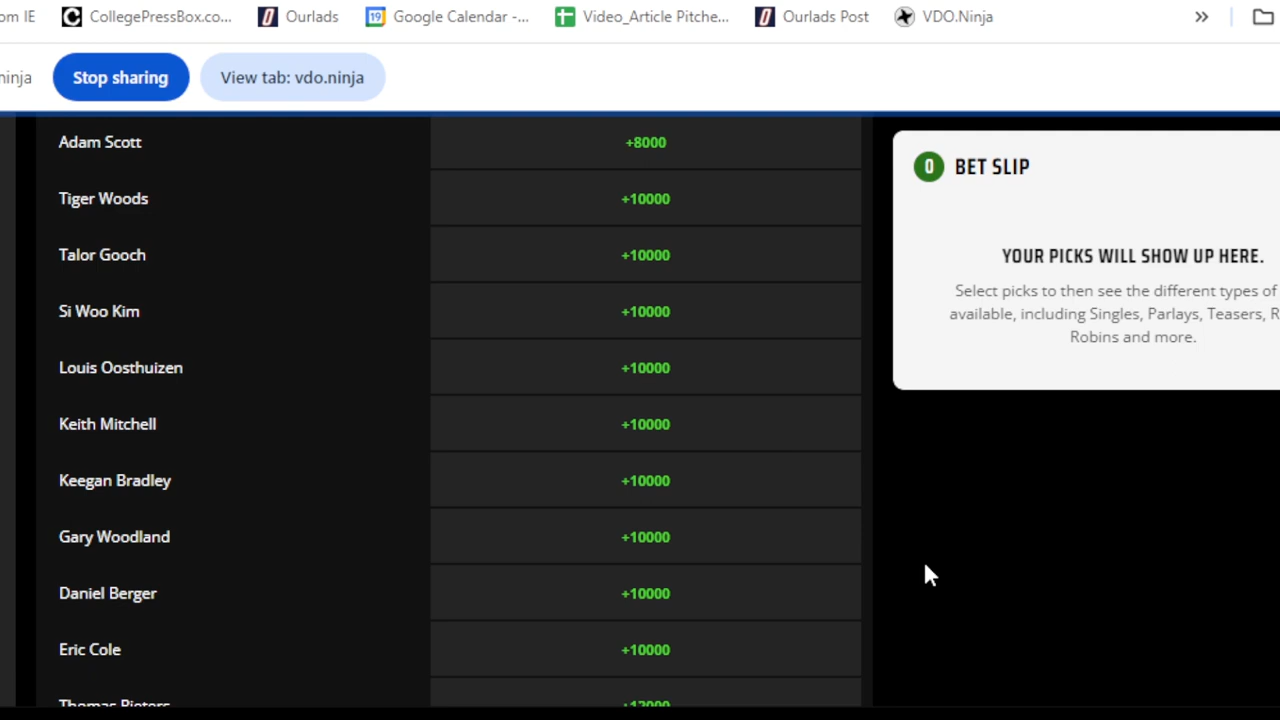 om IE CollegePressBox.co... Ourlads Google Calendar -... Video_Article Pitche... Ourlads Post VDO.Ninja »
ninja Stop sharing View tab: vdo.ninja
Adam Scott +8000
Tiger Woods +10000
Talor Gooch +10000
Si Woo Kim +10000
Louis Oosthuizen +10000
Keith Mitchell +10000
Keegan Bradley +10000
Gary Woodland +10000
Daniel Berger +10000
Eric Cole +10000
Thomas Pieters +12000
0 BET SLIP
YOUR PICKS WILL SHOW UP HERE.
Select picks to then see the different types of
available, including Singles, Parlays, Teasers, R
Robins and more.